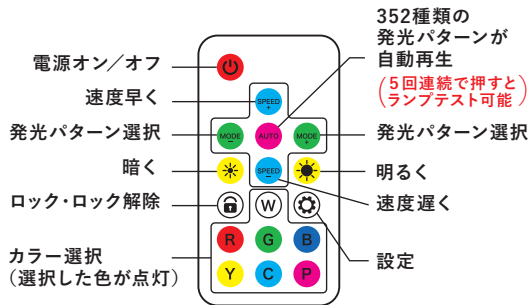 352種類の
発光パターンが
自動再生
(5回連続で押すと
ランプテスト可能)
電源オン／オフ
速度早く
発光パターン選択
暗く
ロック・ロック解除
カラー選択
(選択した色が点灯)
SPEED
+
MODE
−
AUTO
MODE
+
SPEED
−
W
R
G
B
Y
C
P
発光パターン選択
明るく
速度遅く
設定